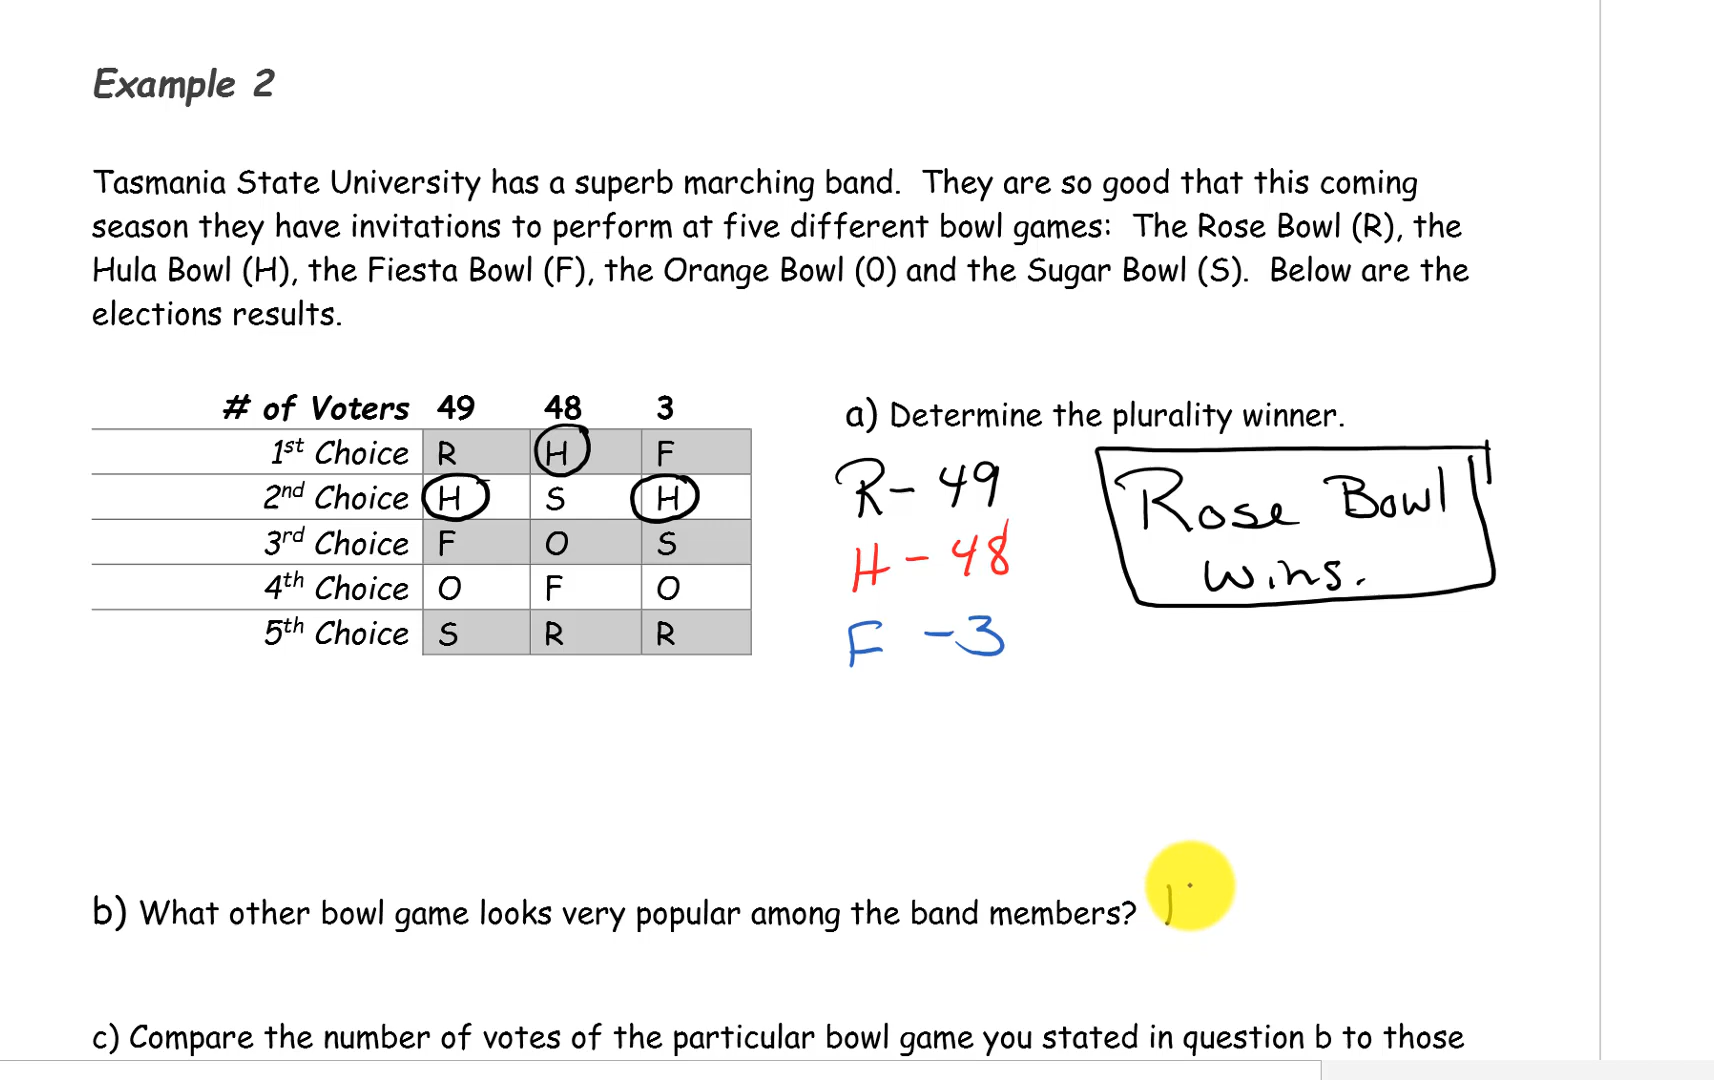 Example 2
Tasmania State University has a superb marching band. They are so good that this coming
season they have invitations to perform at five different bowl games: The Rose Bowl (R), the
Hula Bowl (H), the Fiesta Bowl (F), the Orange Bowl (O) and the Sugar Bowl (S). Below are the
elections results.
# of Voters 49 48 3
1st Choice R H F
2nd Choice H S H
3rd Choice F O S
4th Choice O F O
5th Choice S R R
a) Determine the plurality winner.
R - 49
H - 48
F - 3
Rose Bowl
wins.
b) What other bowl game looks very popular among the band members?
c) Compare the number of votes of the particular bowl game you stated in question b to those